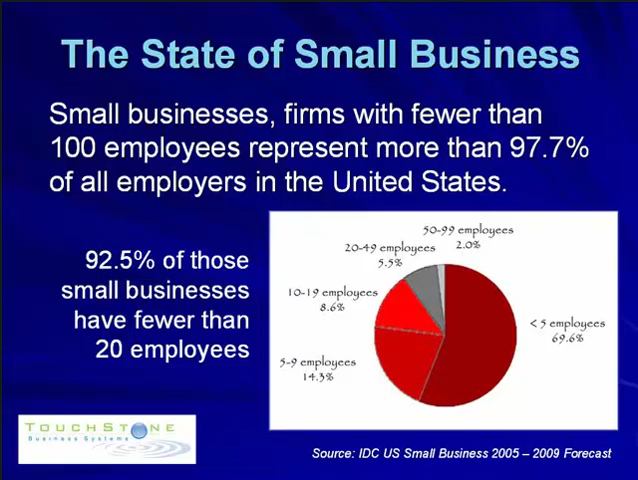 The State of Small Business
Small businesses, firms with fewer than
100 employees represent more than 97.7%
of all employers in the United States.
92.5% of those
small businesses
have fewer than
20 employees
50-99 employees
2.0%
20-49 employees
5.5%
10-19 employees
8.6%
< 5 employees
69.6%
5-9 employees
14.3%
TOUCHSTONE
Business Systems
Source: IDC US Small Business 2005 – 2009 Forecast